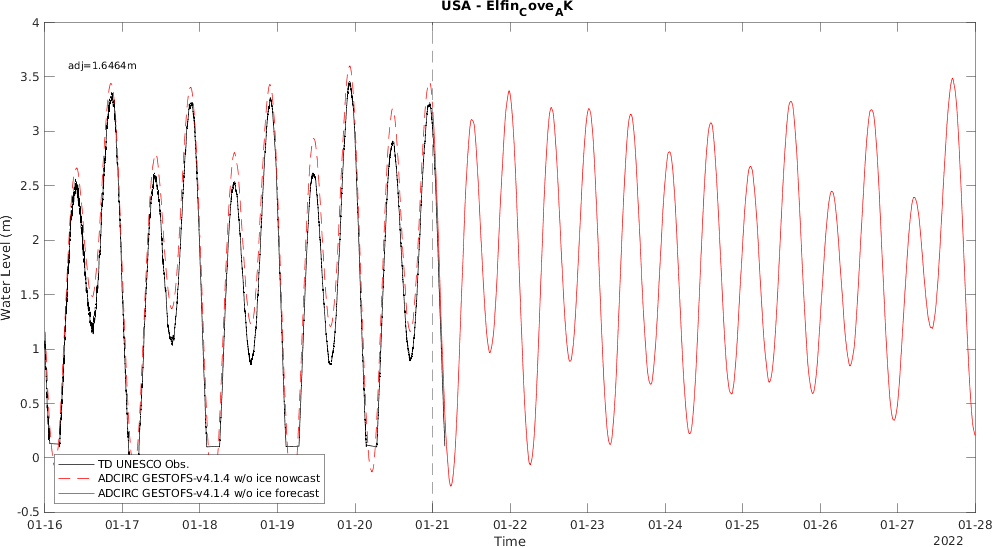 USA - ElfinCoveAK
4
3.5
3
2.5
2
1.5
1
0.5
0
-0.5
Water Level (m)
adj=1.6464m
TD UNESCO Obs.
ADCIRC GESTOFS-v4.1.4 w/o ice nowcast
ADCIRC GESTOFS-v4.1.4 w/o ice forecast
01-16 01-17 01-18 01-19 01-20 01-21 01-22 01-23 01-24 01-25 01-26 01-27 01-28
Time
2022